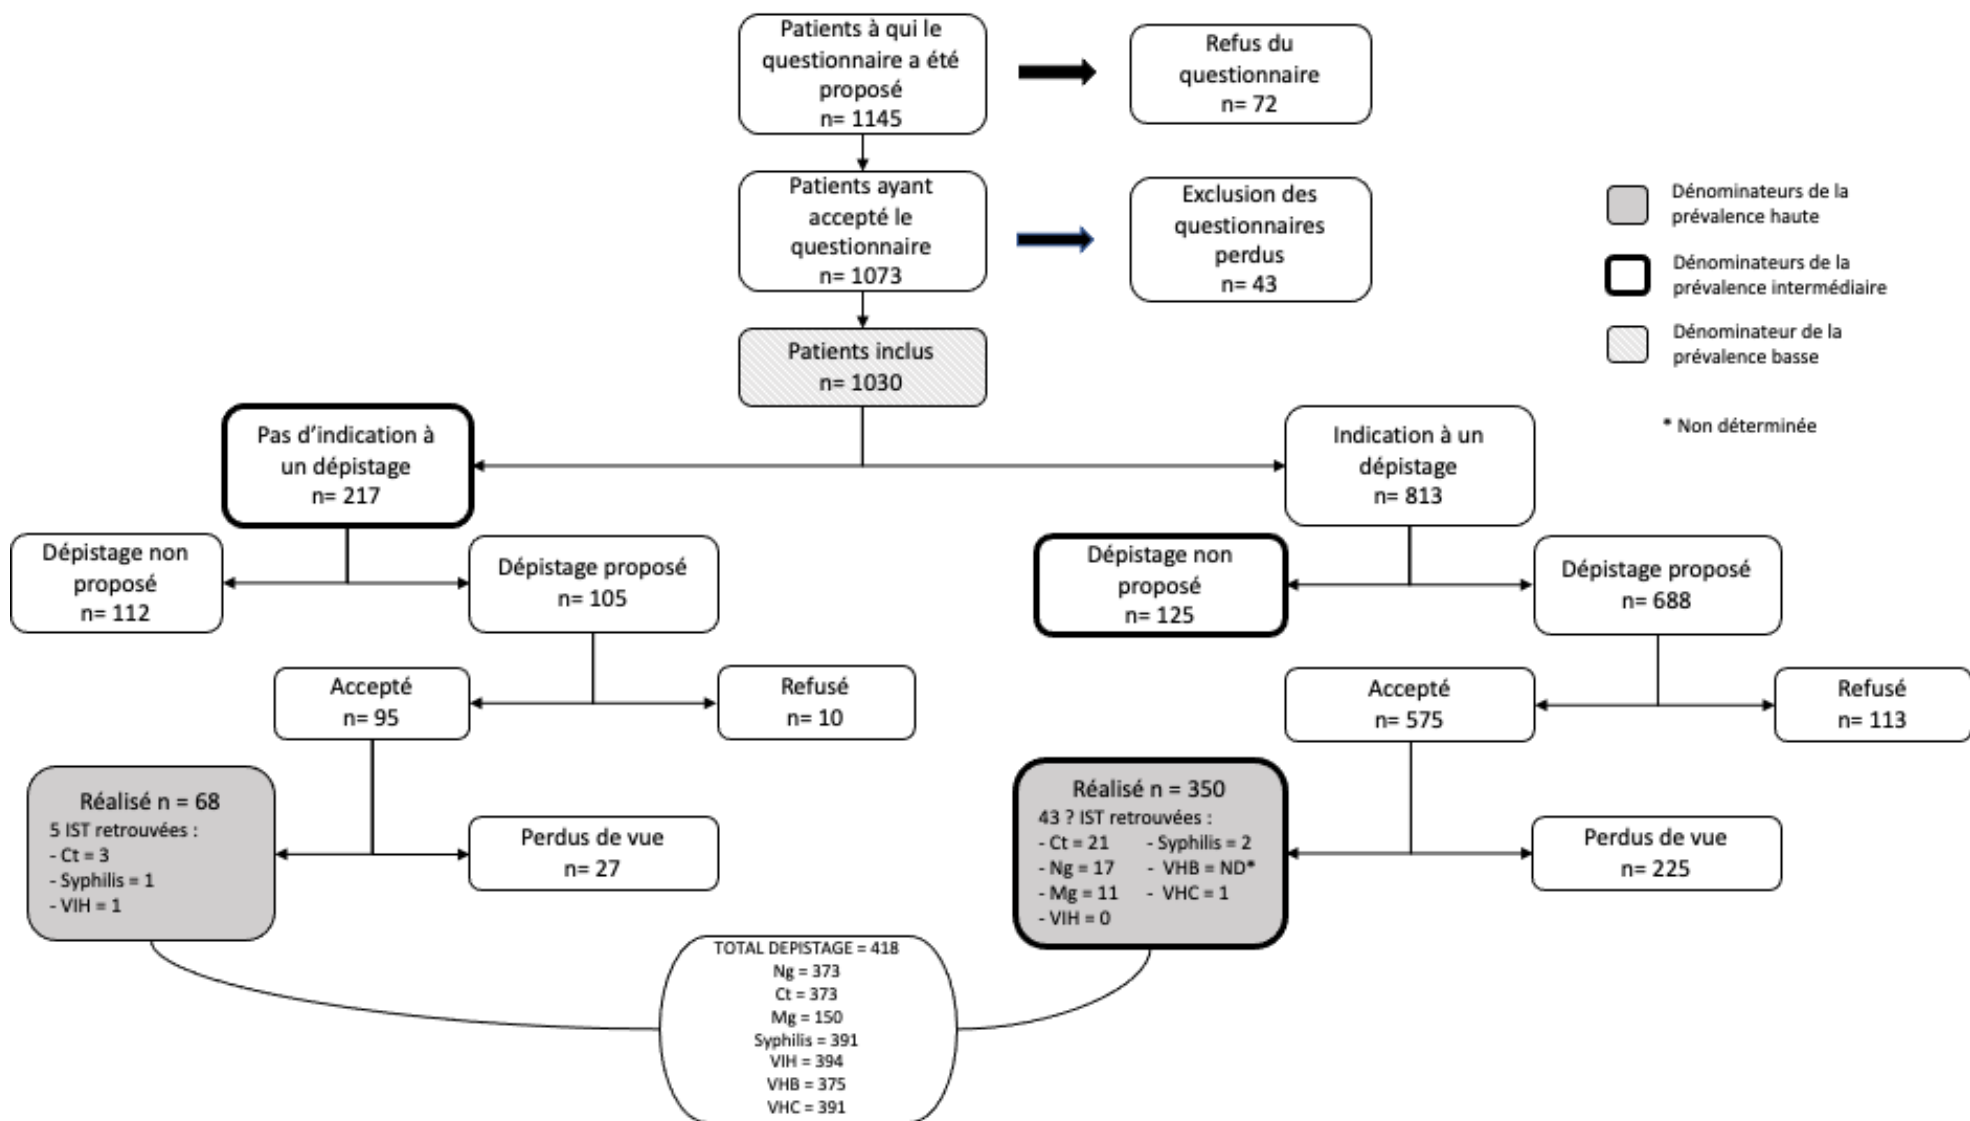 Patients à qui le
questionnaire a été
proposé
n= 1145
Refus du
questionnaire
n= 72
Patients ayant
accepté le
questionnaire
n= 1073
Exclusion des
questionnaires
perdus
n= 43
Dénominateurs de la
prévalence haute
Dénominateurs de la
prévalence intermédiaire
Dénominateur de la
prévalence basse
* Non déterminée
Patients inclus
n= 1030
Pas d'indication à
un dépistage
n= 217
Indication à un
dépistage
n= 813
Dépistage non
proposé
n= 112
Dépistage proposé
n= 105
Dépistage non
proposé
n= 125
Dépistage proposé
n= 688
Accepté
n= 95
Refusé
n= 10
Accepté
n= 575
Refusé
n= 113
Réalisé n = 68
5 IST retrouvées :
- Ct = 3
- Syphilis = 1
- VIH = 1
Perdus de vue
n= 27
Réalisé n = 350
43 ? IST retrouvées :
- Ct = 21 - Syphilis = 2
- Ng = 17 - VHB = ND*
- Mg = 11 - VHC = 1
- VIH = 0
Perdus de vue
n= 225
TOTAL DEPISTAGE = 418
Ng = 373
Ct = 373
Mg = 150
Syphilis = 391
VIH = 394
VHB = 375
VHC = 391